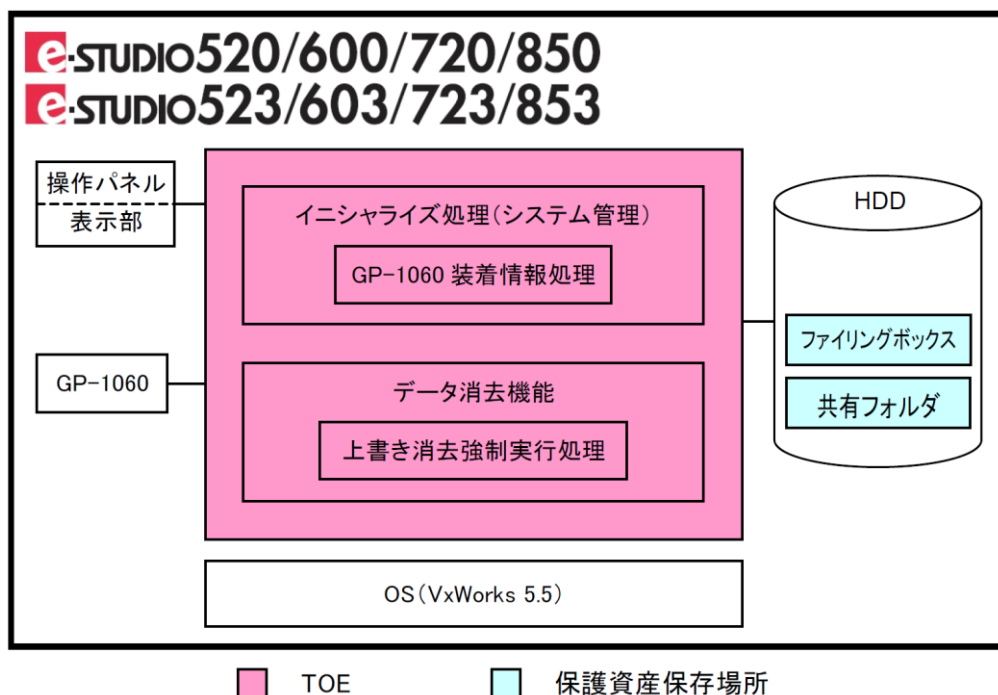 e-STUDIO520/600/720/850
e-STUDIO523/603/723/853
操作パネル
表示部
イニシャライズ処理(システム管理)
GP-1060 装着情報処理
HDD
ファイリングボックス
共有フォルダ
GP-1060
データ消去機能
上書き消去強制実行処理
OS(VxWorks 5.5)
TOE
保護資産保存場所